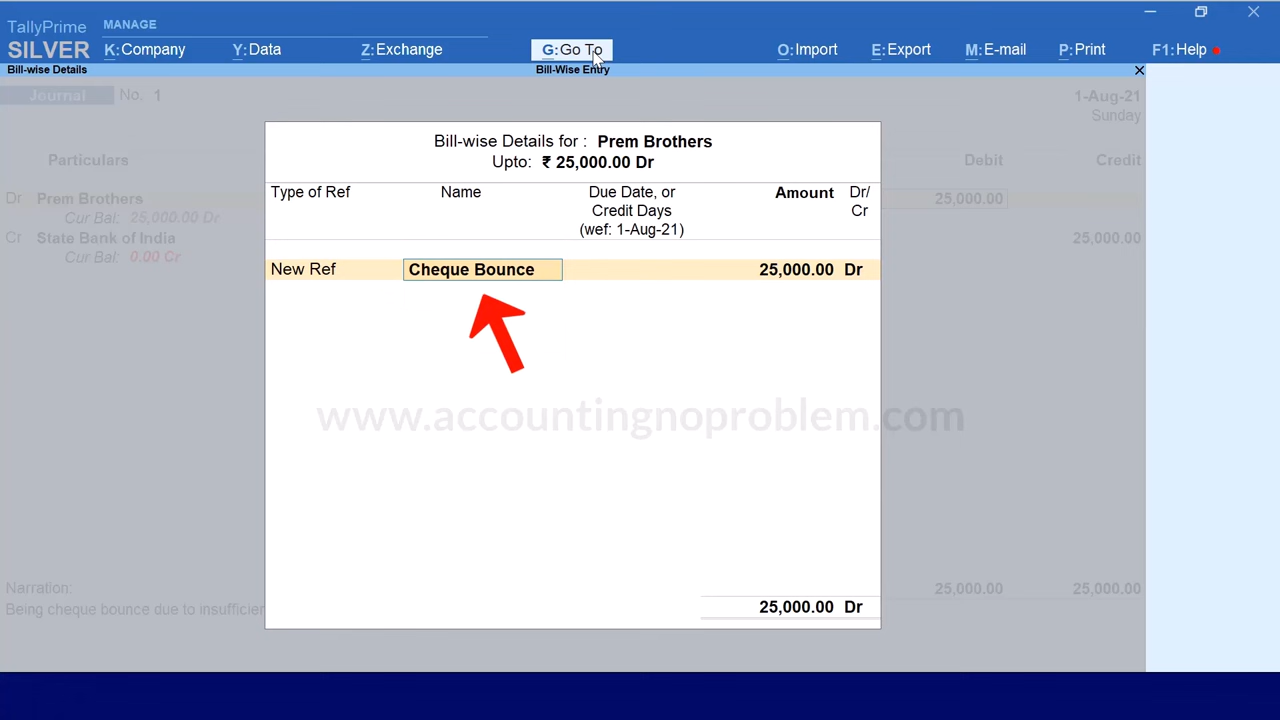 TallyPrime
MANAGE
SILVER
K:Company
Y:Data
Z:Exchange
G:Go To
O:Import
E:Export
M:E-mail
P:Print
F1:Help
Bill-wise Details
Bill-Wise Entry
Journal No. 1
1-Aug-21
Sunday
Particulars Debit Credit
Dr Prem Brothers 25,000.00
Cur Bal: 25,000.00 Dr
Cr State Bank of India 25,000.00
Cur Bal: 0.00 Cr
Bill-wise Details for : Prem Brothers
Upto: ₹ 25,000.00 Dr
Type of Ref Name Due Date, or Amount Dr/
Credit Days Cr
(wef: 1-Aug-21)
New Ref Cheque Bounce 25,000.00 Dr
www.accountingnoproblem.com
25,000.00 Dr
Narration: 25,000.00 25,000.00
Being cheque bounce due to